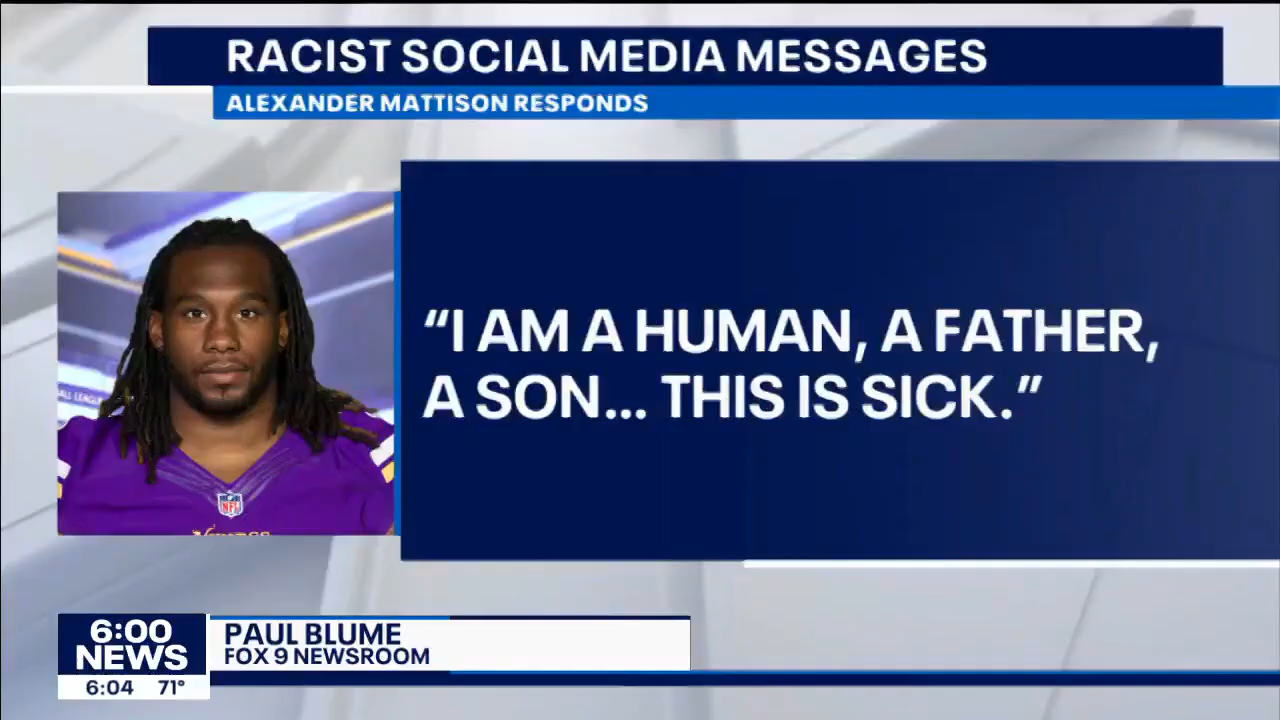 RACIST SOCIAL MEDIA MESSAGES
ALEXANDER MATTISON RESPONDS
“I AM A HUMAN, A FATHER,
A SON... THIS IS SICK.”
NFL
6:00
NEWS
6:04 71°
PAUL BLUME
FOX 9 NEWSROOM